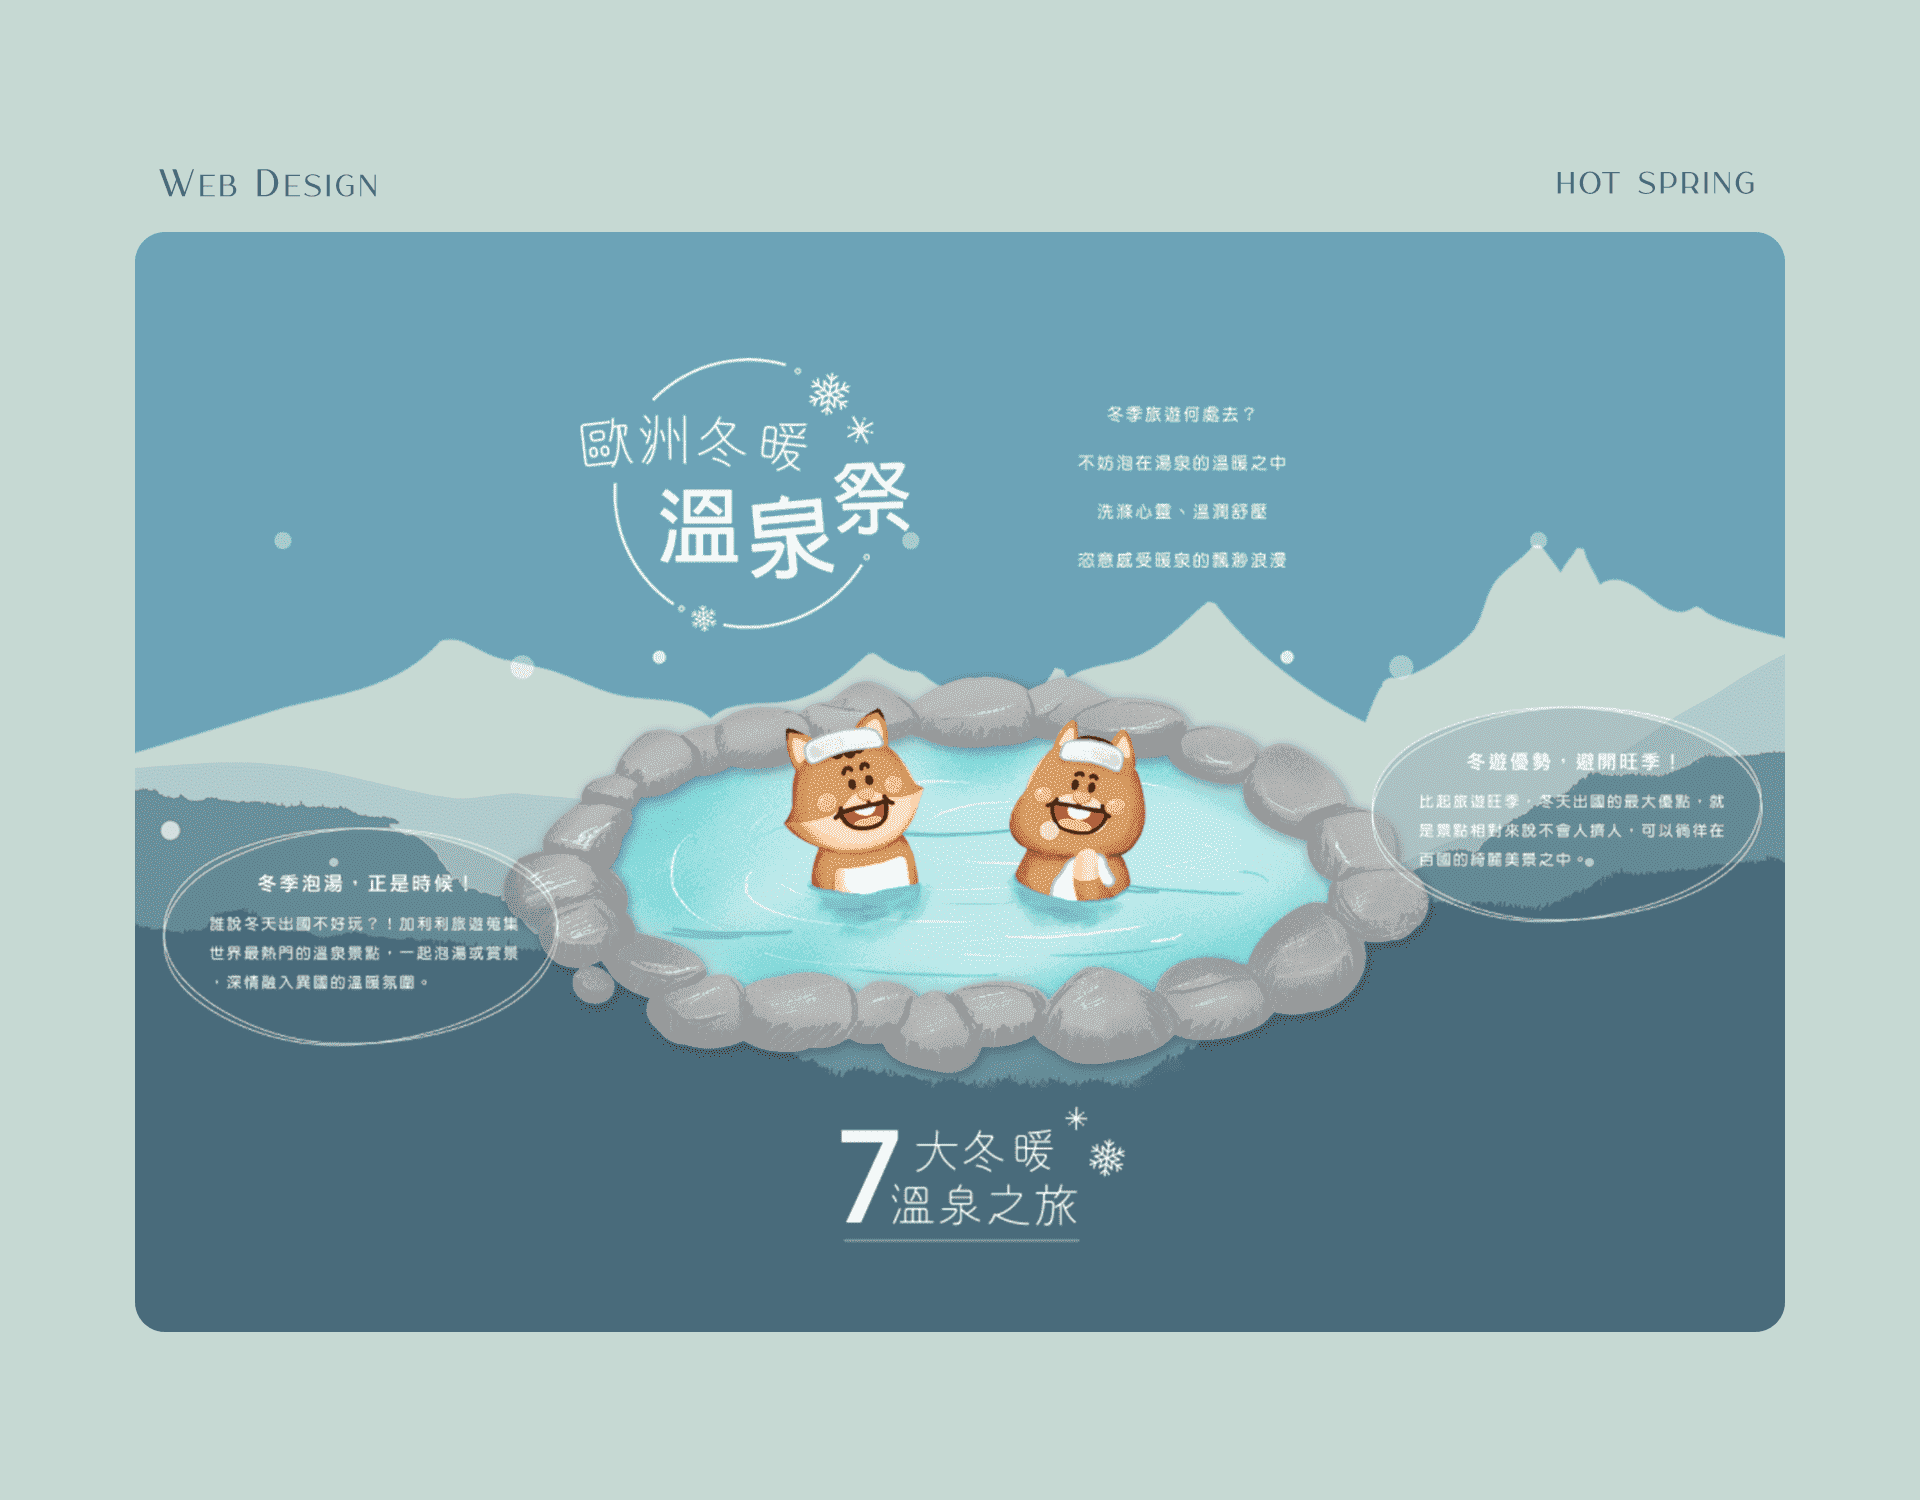 Web Design
HOT SPRING
歐洲冬暖
溫泉祭
冬季旅遊何處去？
不妨泡在湯泉的溫暖之中
洗滌心靈、溫潤舒壓
恣意感受暖泉的飄渺浪漫
冬遊優勢，避開旺季！
比起旅遊旺季，冬天出國的最大優點，就
是景點相對來說不會人擠人，可以徜徉在
百國的綺麗美景之中。
冬季泡湯，正是時候！
誰說冬天出國不好玩？！加利利旅遊蒐集
世界最熱門的溫泉景點，一起泡湯或賞景
，深情融入異國的溫暖氛圍。
7大冬暖
溫泉之旅